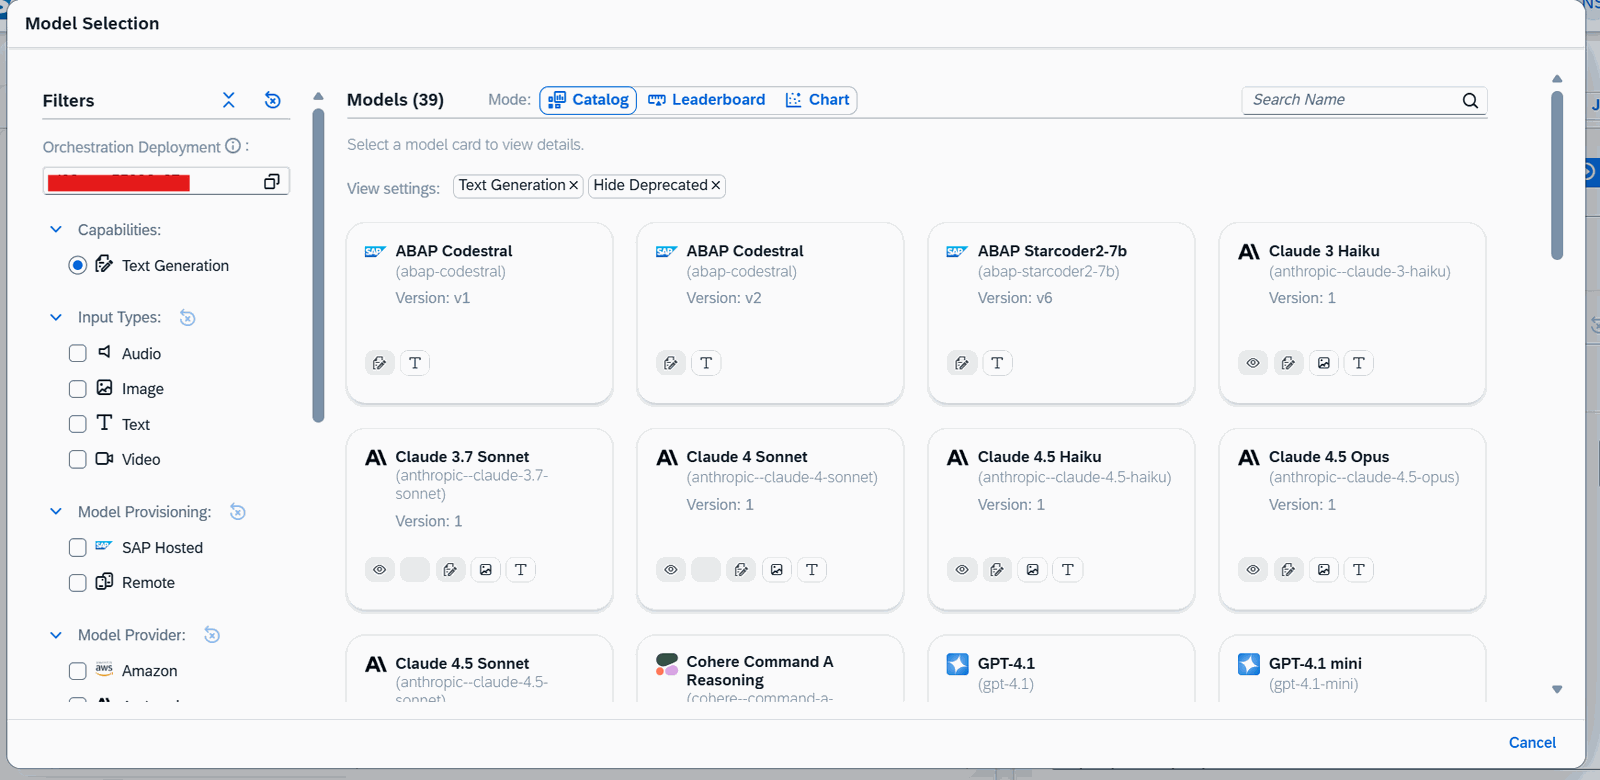 Model Selection
Filters
Orchestration Deployment :
Capabilities:
Text Generation
Input Types:
Audio
Image
Text
Video
Model Provisioning:
SAP Hosted
Remote
Model Provider:
aws Amazon
Models (39)
Mode: Catalog Leaderboard Chart
Search Name
Select a model card to view details.
View settings: Text Generation × Hide Deprecated ×
SAP ABAP Codestral
(abap-codestral)
Version: v1
SAP ABAP Codestral
(abap-codestral)
Version: v2
SAP ABAP Starcoder2-7b
(abap-starcoder2-7b)
Version: v6
Claude 3 Haiku
(anthropic--claude-3-haiku)
Version: 1
Claude 3.7 Sonnet
(anthropic--claude-3.7-
sonnet)
Version: 1
Claude 4 Sonnet
(anthropic--claude-4-sonnet)
Version: 1
Claude 4.5 Haiku
(anthropic--claude-4.5-haiku)
Version: 1
Claude 4.5 Opus
(anthropic--claude-4.5-opus)
Version: 1
Claude 4.5 Sonnet
(anthropic--claude-4.5-
sonnet)
Cohere Command A
Reasoning
(cohere--command-a-
GPT-4.1
(gpt-4.1)
GPT-4.1 mini
(gpt-4.1-mini)
Cancel